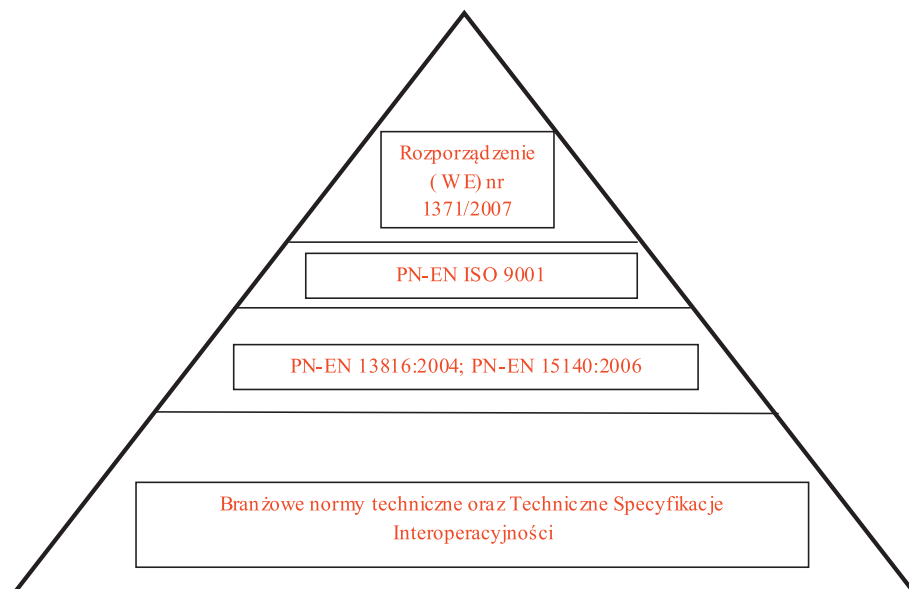 Rozporządzenie
( WE) nr
1371/2007
PN-EN ISO 9001
PN-EN 13816:2004; PN-EN 15140:2006
Branżowe normy techniczne oraz Techniczne Specyfikacje
Interoperacyjności